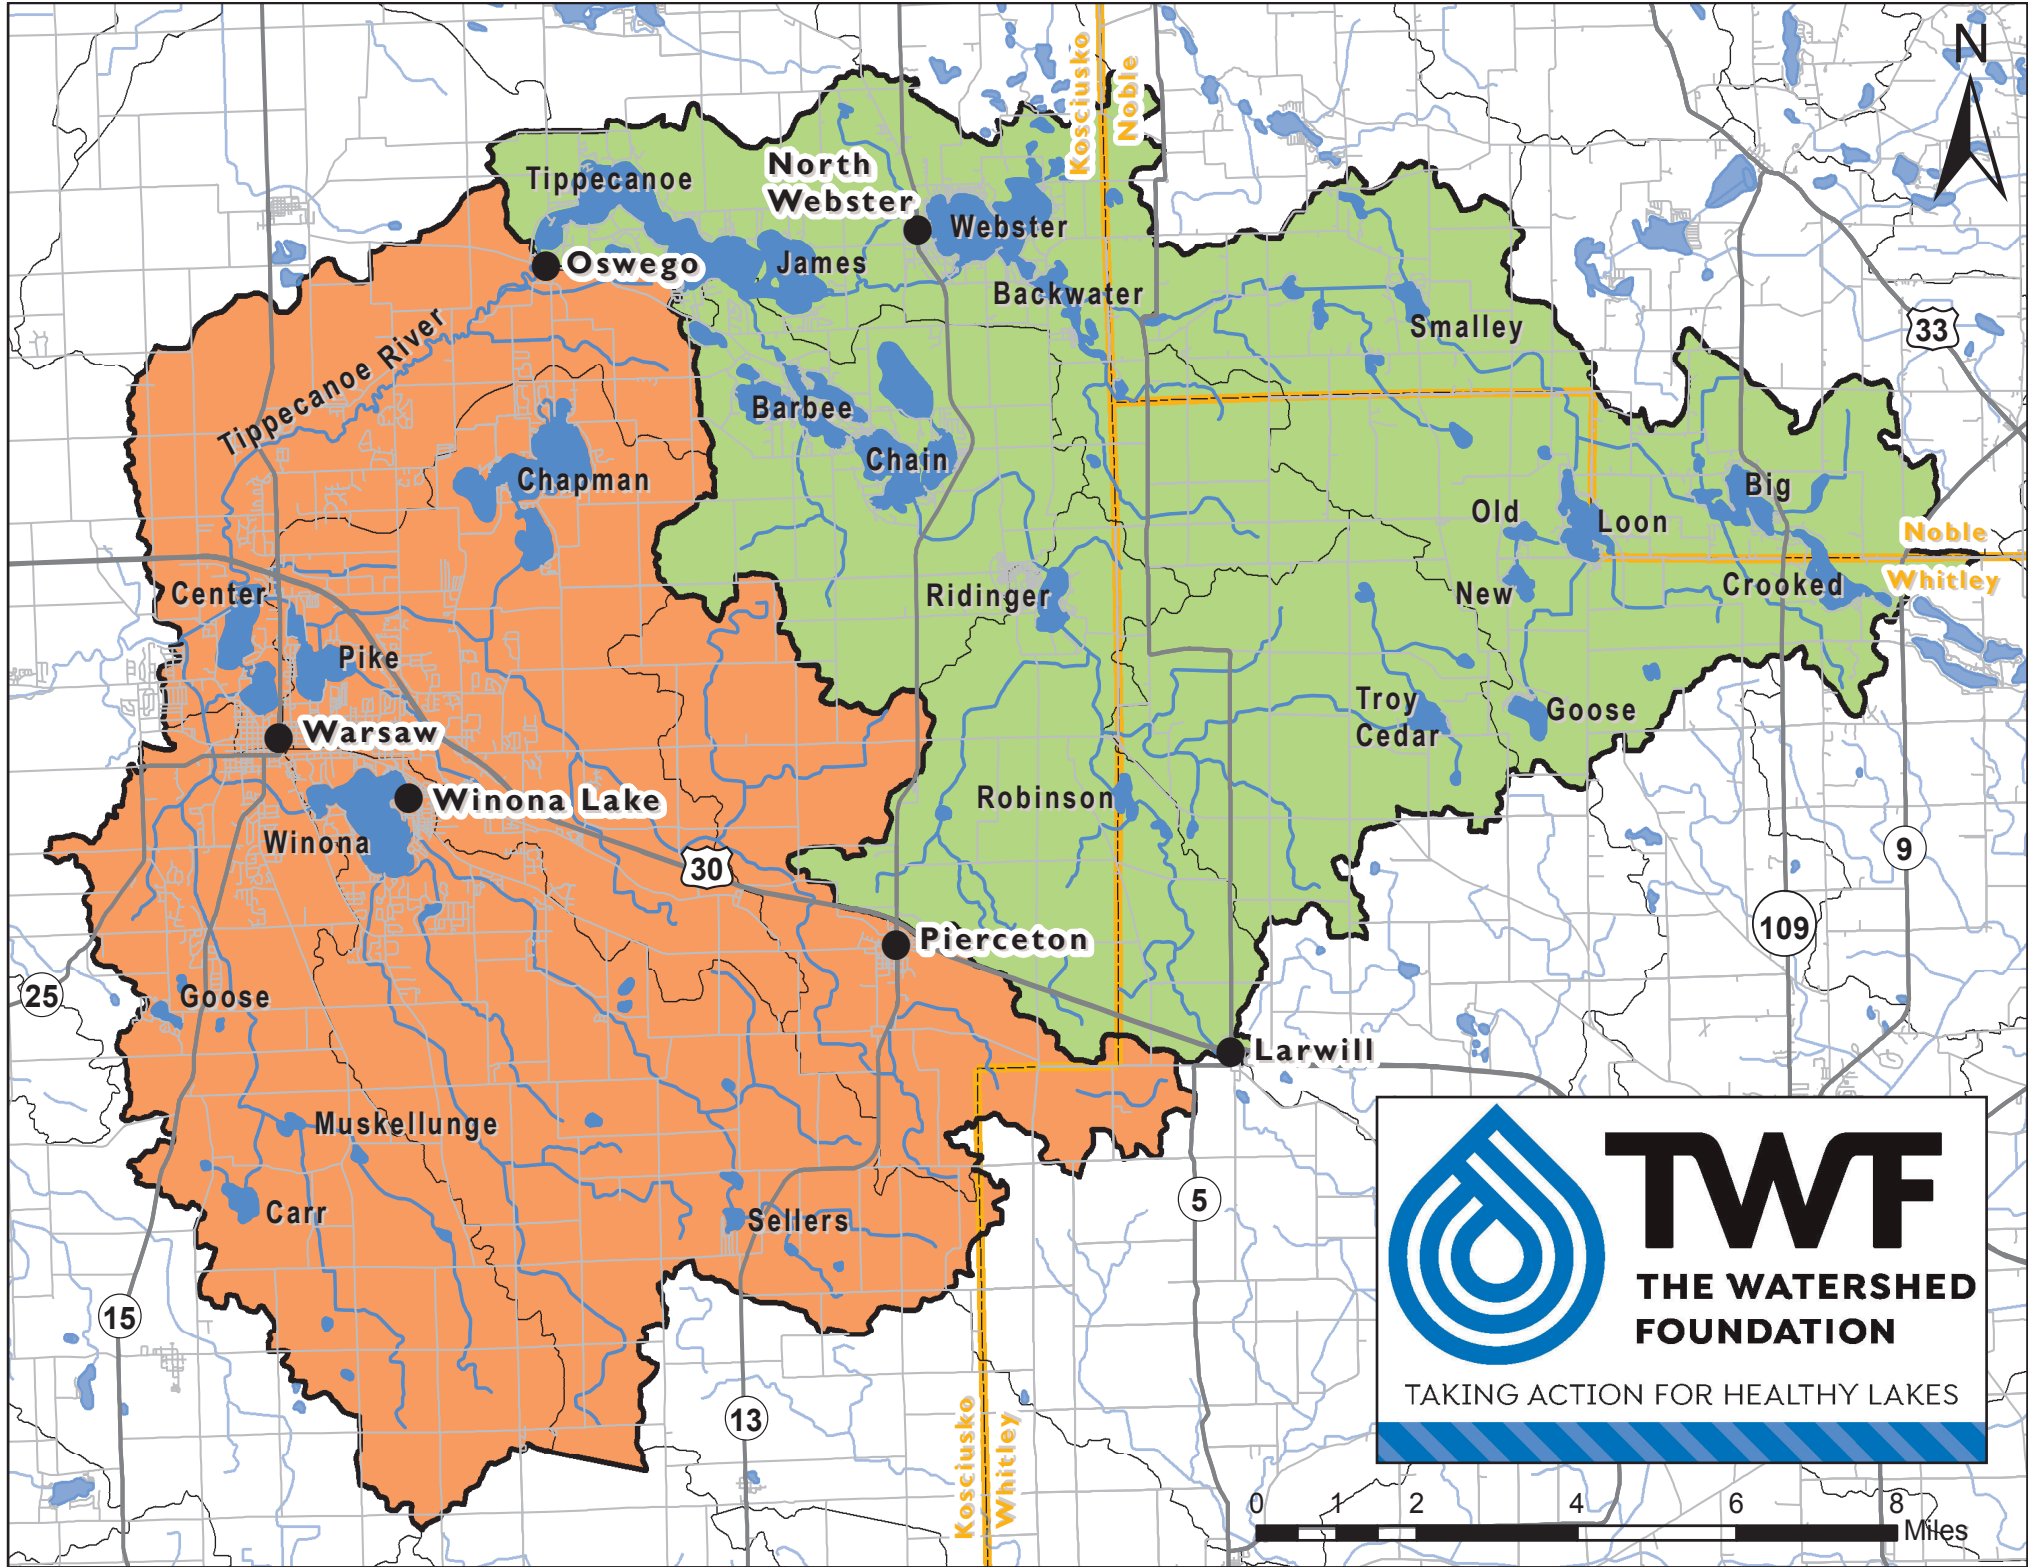 N
Kosciusko
Noble
Tippecanoe
North
Webster
Webster
Oswego
James
Backwater
Smalley
33
Tippecanoe River
Barbee
Chain
Chapman
Big
Old
Loon
Noble
Whitley
Center
Ridinger
New
Crooked
Pike
Troy
Cedar
Goose
Warsaw
Winona Lake
Robinson
Winona
30
9
109
Pierceton
25
Goose
Larwill
Muskellunge
Carr
Sellers
5
15
13
Kosciusko
Whitley
TWF
THE WATERSHED
FOUNDATION
TAKING ACTION FOR HEALTHY LAKES
0 1 2 4 6 8
Miles